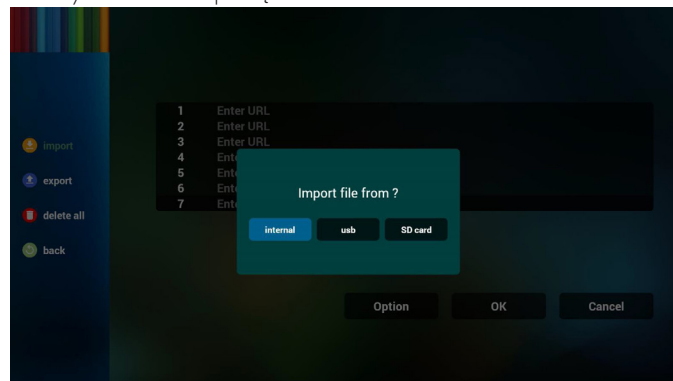 import
export
delete all
back
1 Enter URL
2 Enter URL
3 Enter URL
4
5
6
7
Import file from ?
internal usb SD card
Option OK Cancel